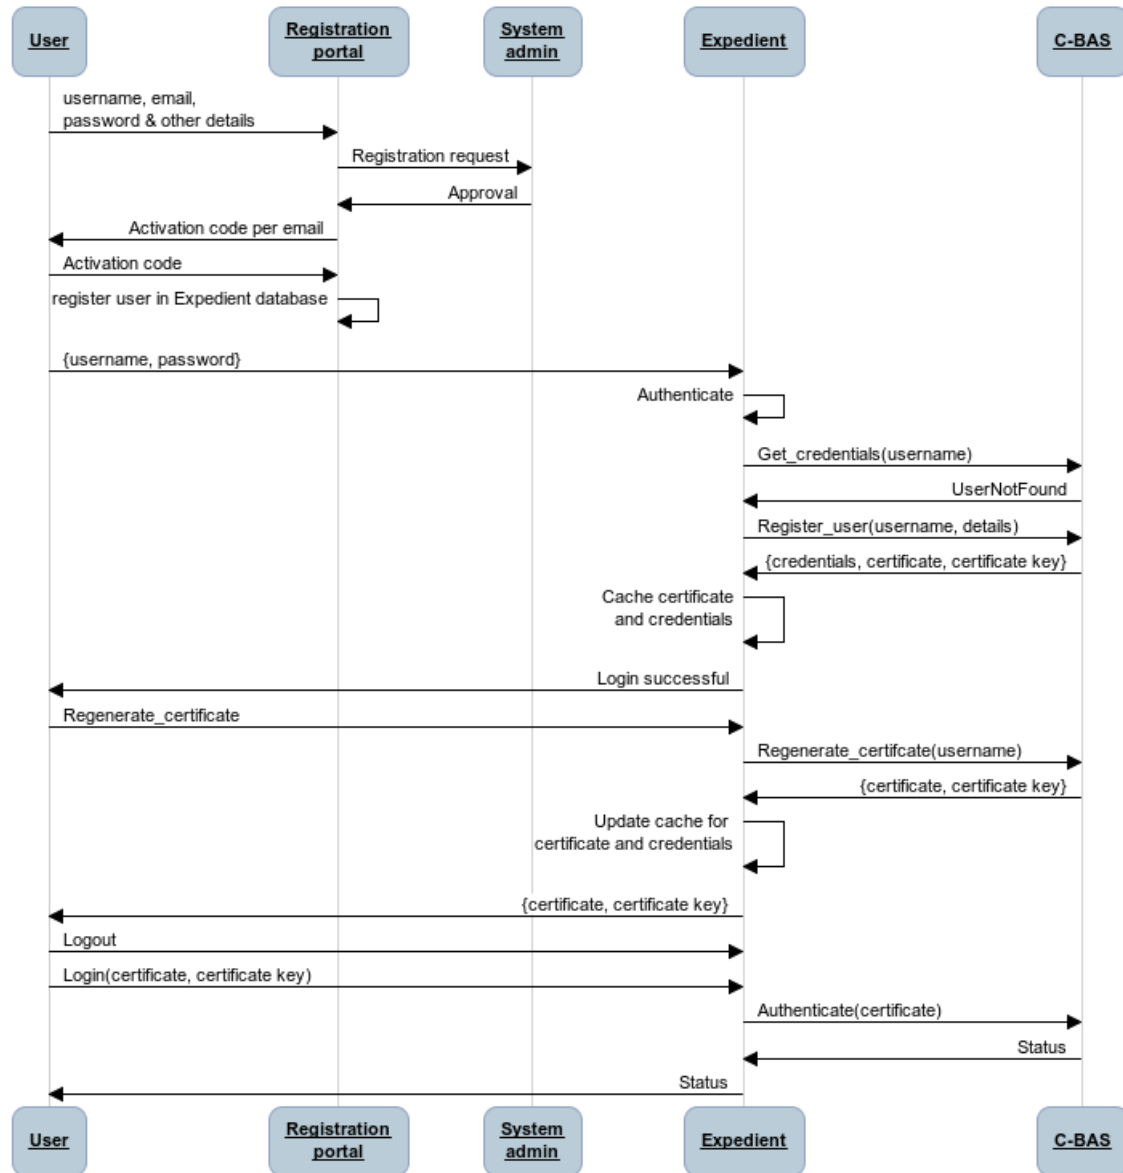 User
Registration
portal
System
admin
Expedient
C-BAS
username, email,
password & other details
Registration request
Approval
Activation code per email
Activation code
register user in Expedient database
{username, password}
Authenticate
Get_credentials(username)
UserNotFound
Register_user(username, details)
{credentials, certificate, certificate key}
Cache certificate
and credentials
Login successful
Regenerate_certificate
Regenerate_certifcate(username)
{certificate, certificate key}
Update cache for
certificate and credentials
{certificate, certificate key}
Logout
Login(certificate, certificate key)
Authenticate(certificate)
Status
Status
User
Registration
portal
System
admin
Expedient
C-BAS